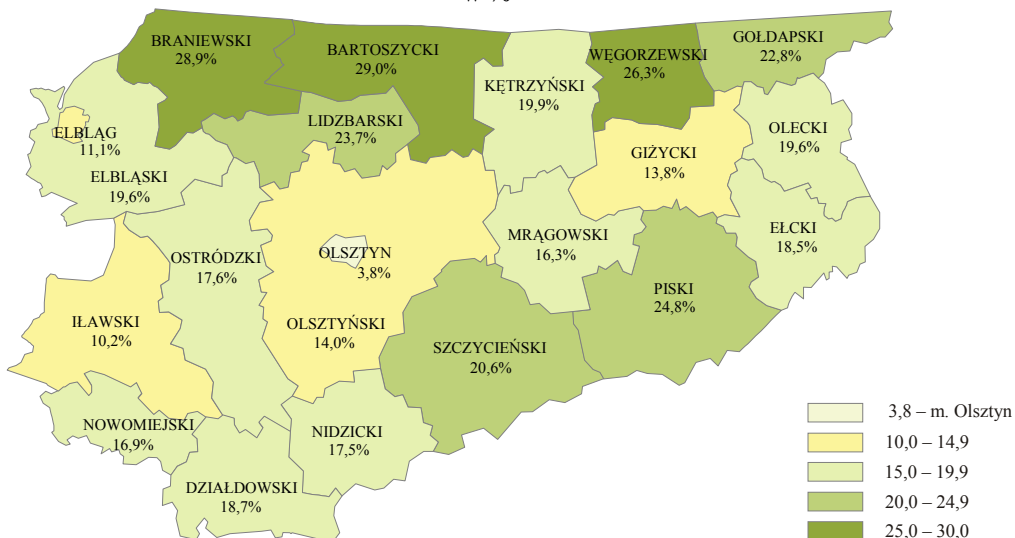 BRANIEWSKI
28,9%
BARTOSZYCKI
29,0%
KĘTRZYŃSKI
19,9%
WĘGORZEWSKI
26,3%
GOŁDAPSKI
22,8%
ELBLĄG
11,1%
ELBLĄSKI
19,6%
LIDZBARSKI
23,7%
GIŻYCKI
13,8%
OLECKI
19,6%
OSTRÓDZKI
17,6%
OLSZTYN
3,8%
MRĄGOWSKI
16,3%
EŁCKI
18,5%
IŁAWSKI
10,2%
OLSZTYŃSKI
14,0%
SZCZYCIEŃSKI
20,6%
PISKI
24,8%
NOWOMIEJSKI
16,9%
NIDZICKI
17,5%
DZIAŁDOWSKI
18,7%
3,8 – m. Olsztyn
10,0 – 14,9
15,0 – 19,9
20,0 – 24,9
25,0 – 30,0